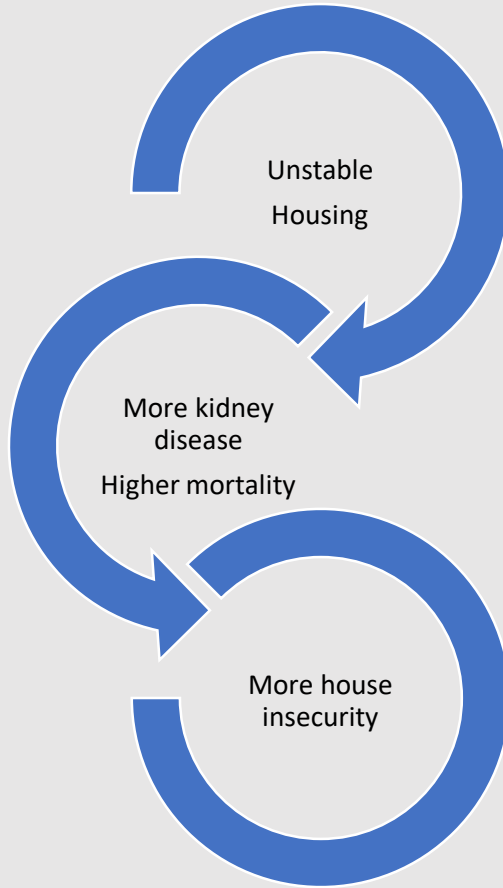 Unstable
Housing
More kidney
disease
Higher mortality
More house
insecurity